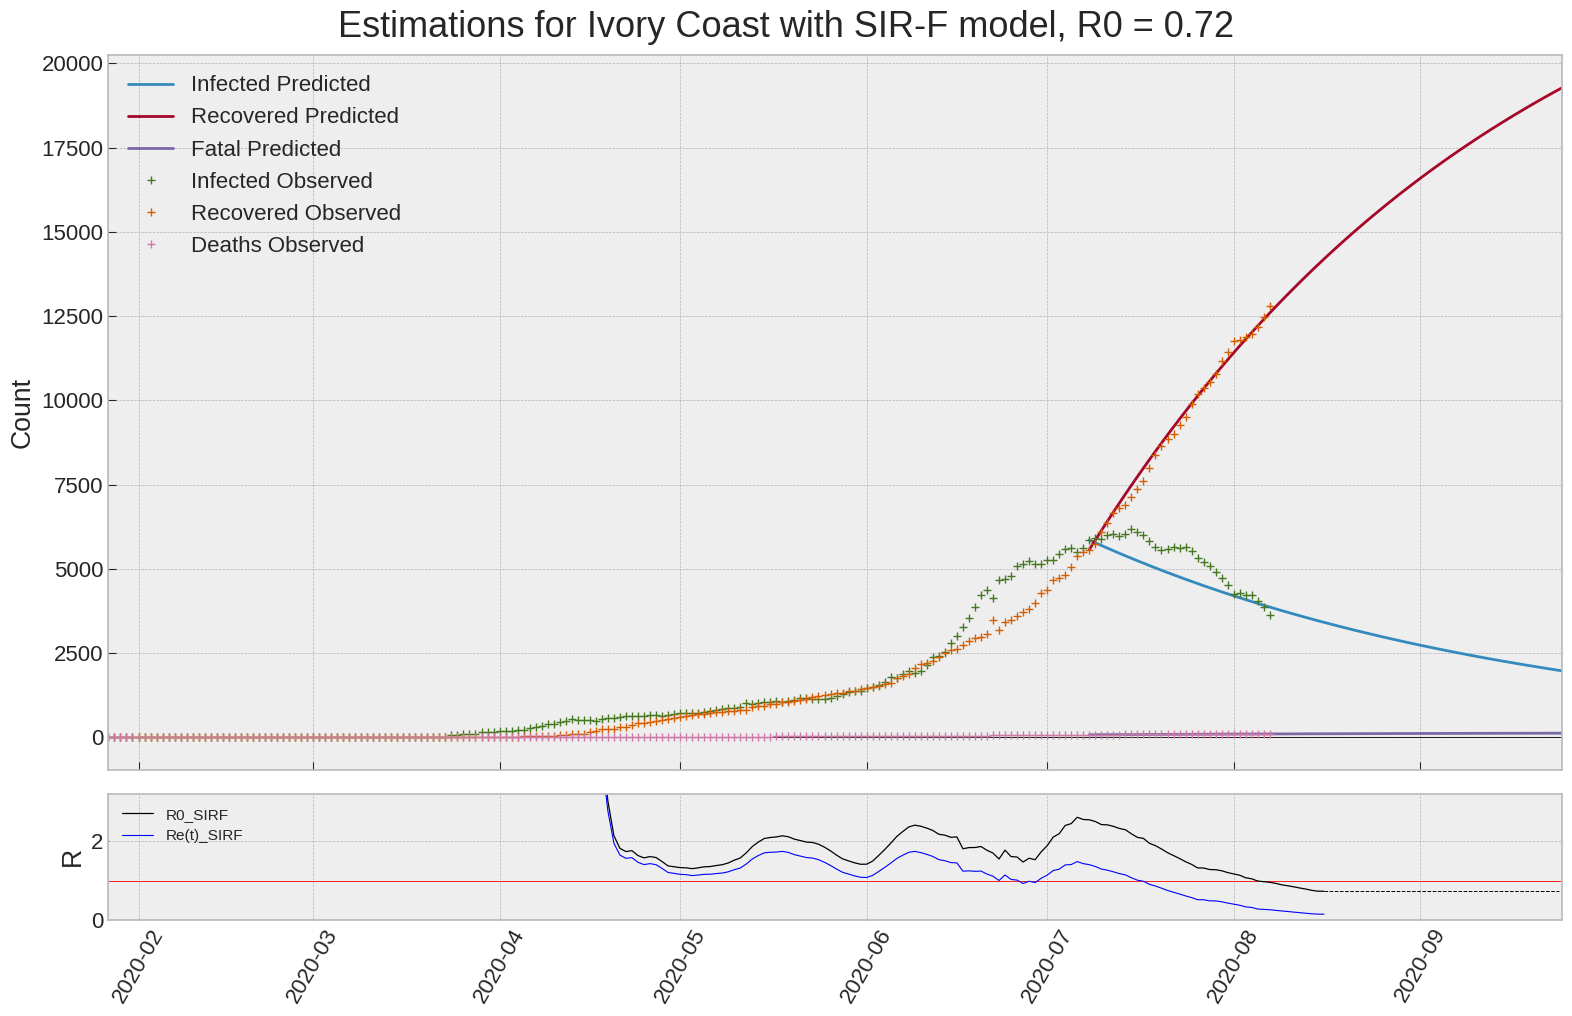 Estimations for Ivory Coast with SIR-F model, R0 = 0.72
20000
17500
15000
12500
10000
7500
5000
2500
0
Count
Infected Predicted
Recovered Predicted
Fatal Predicted
Infected Observed
Recovered Observed
Deaths Observed
R0_SIRF
Re(t)_SIRF
2
0
R
2020-02
2020-03
2020-04
2020-05
2020-06
2020-07
2020-08
2020-09